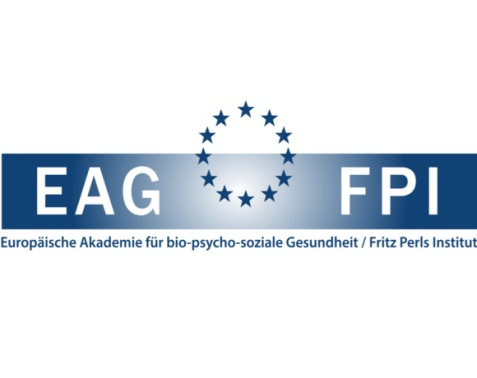 EAG FPI
Europäische Akademie für bio-psycho-soziale Gesundheit / Fritz Perls Institut